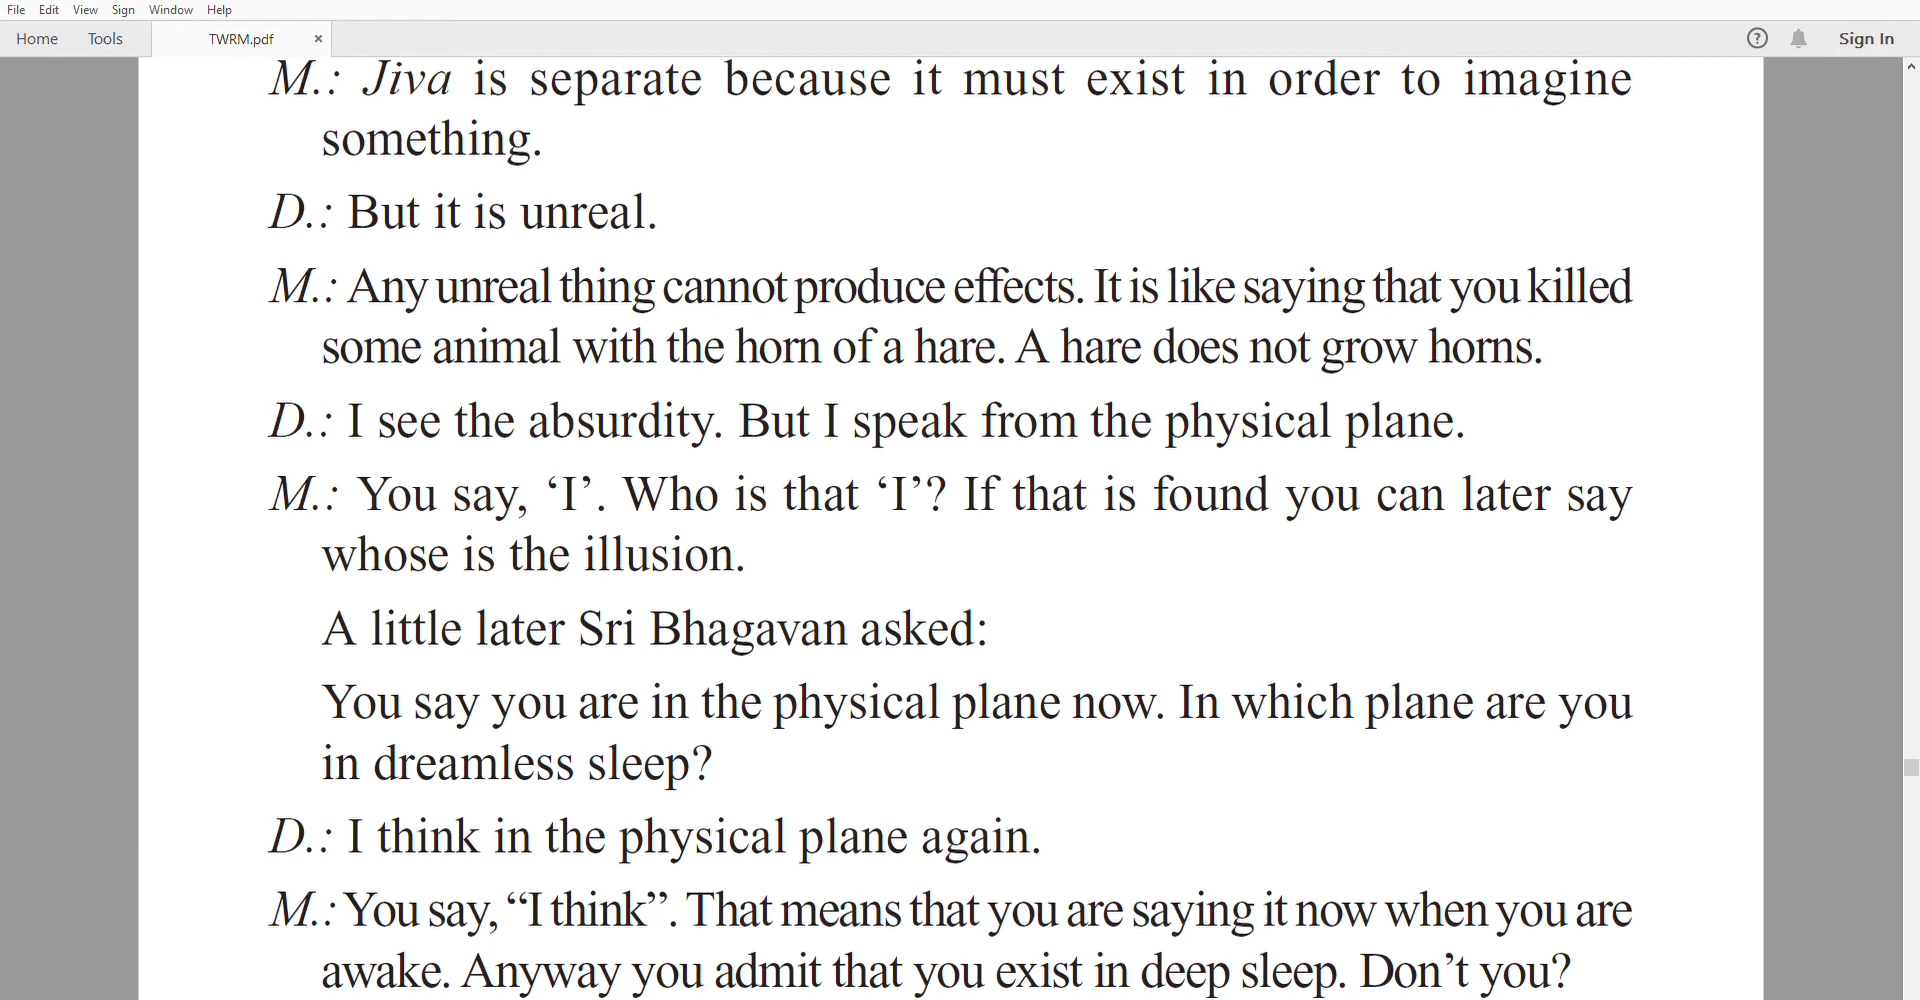 File Edit View Sign Window Help
Home Tools TWRM.pdf × ? Sign In
M.: Jiva is separate because it must exist in order to imagine
something.
D.: But it is unreal.
M.: Any unreal thing cannot produce effects. It is like saying that you killed
some animal with the horn of a hare. A hare does not grow horns.
D.: I see the absurdity. But I speak from the physical plane.
M.: You say, ‘I’. Who is that ‘I’? If that is found you can later say
whose is the illusion.
A little later Sri Bhagavan asked:
You say you are in the physical plane now. In which plane are you
in dreamless sleep?
D.: I think in the physical plane again.
M.: You say, “I think”. That means that you are saying it now when you are
awake. Anyway you admit that you exist in deep sleep. Don’t you?